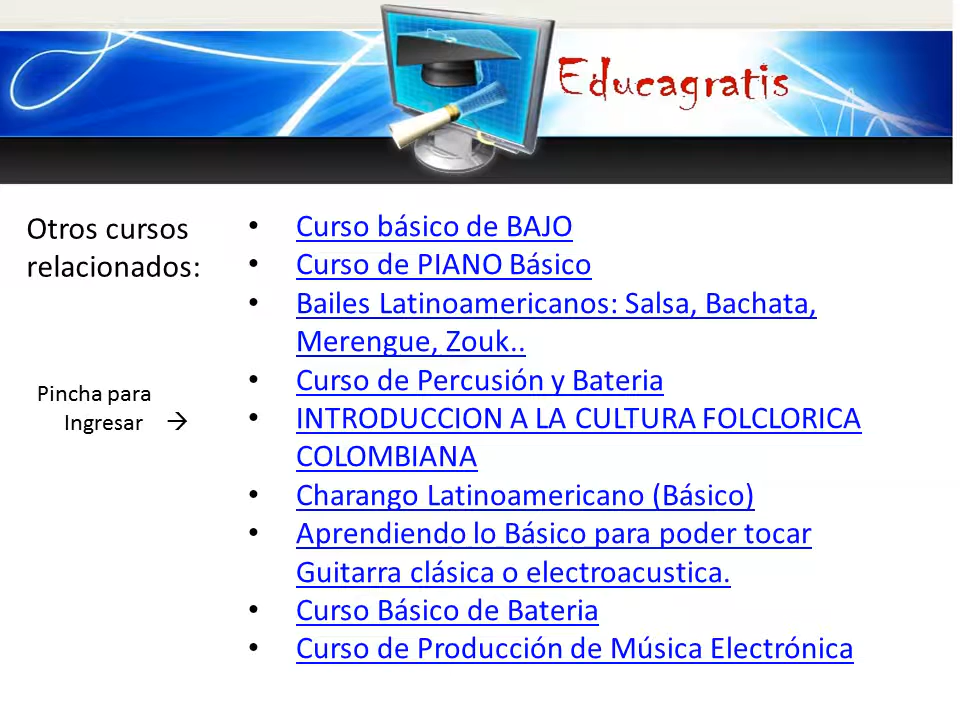 Educagratis
Otros cursos
relacionados:
Pincha para
Ingresar →
• Curso básico de BAJO
• Curso de PIANO Básico
• Bailes Latinoamericanos: Salsa, Bachata,
Merengue, Zouk..
• Curso de Percusión y Bateria
• INTRODUCCION A LA CULTURA FOLCLORICA
COLOMBIANA
• Charango Latinoamericano (Básico)
• Aprendiendo lo Básico para poder tocar
Guitarra clásica o electroacustica.
• Curso Básico de Bateria
• Curso de Producción de Música Electrónica